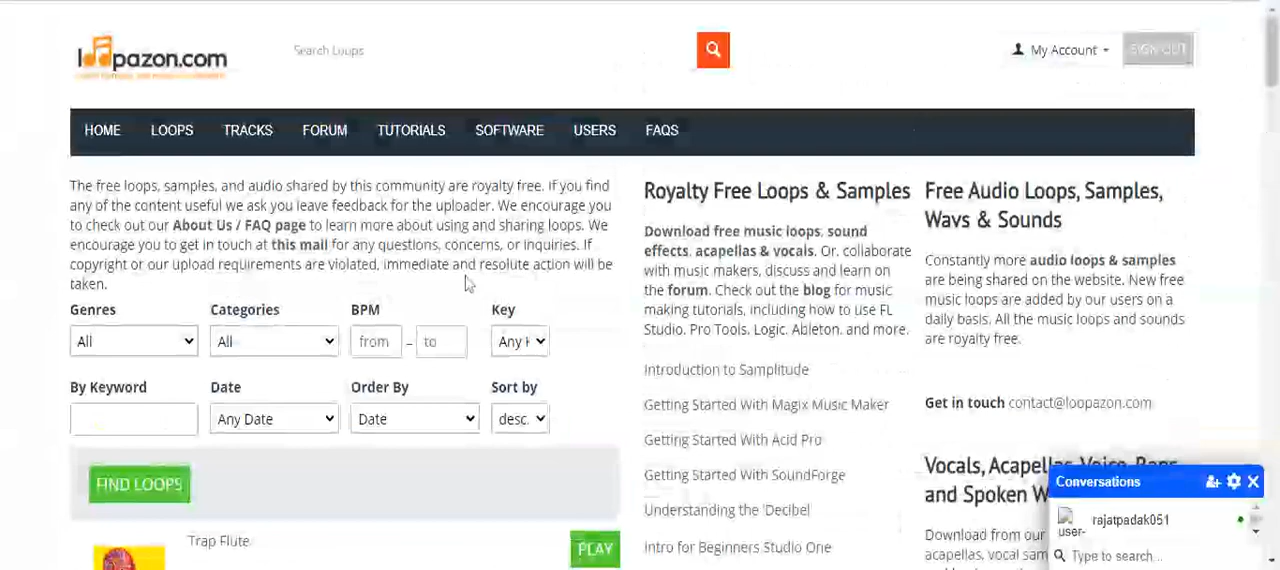 loopazon.com
Search Loops
My Account
SIGN OUT
HOME LOOPS TRACKS FORUM TUTORIALS SOFTWARE USERS FAQS
The free loops, samples, and audio shared by this community are royalty free. If you find
any of the content useful we ask you leave feedback for the uploader. We encourage you
to check out our About Us / FAQ page to learn more about using and sharing loops. We
encourage you to get in touch at this mail for any questions, concerns, or inquiries. If
copyright or our upload requirements are violated, immediate and resolute action will be
taken.
Genres Categories BPM Key
All All from – to Any
By Keyword Date Order By Sort by
Any Date Date desc.
FIND LOOPS
Trap Flute
PLAY
Royalty Free Loops & Samples
Download free music loops, sound
effects, acapellas & vocals. Or, collaborate
with music makers, discuss and learn on
the forum. Check out the blog for music
making tutorials, including how to use FL
Studio, Pro Tools, Logic, Ableton, and more.
Introduction to Samplitude
Getting Started With Magix Music Maker
Getting Started With Acid Pro
Getting Started With SoundForge
Understanding the 'Decibel
Intro for Beginners Studio One
Free Audio Loops, Samples,
Wavs & Sounds
Constantly more audio loops & samples
are being shared on the website. New free
music loops are added by our users on a
daily basis. All the music loops and sounds
are royalty free.
Get in touch contact@loopazon.com
Vocals, Acapellas, Voice, Raps
and Spoken
Download from our
acapellas, vocal
Conversations
user-
rajatpadak051
Type to search...